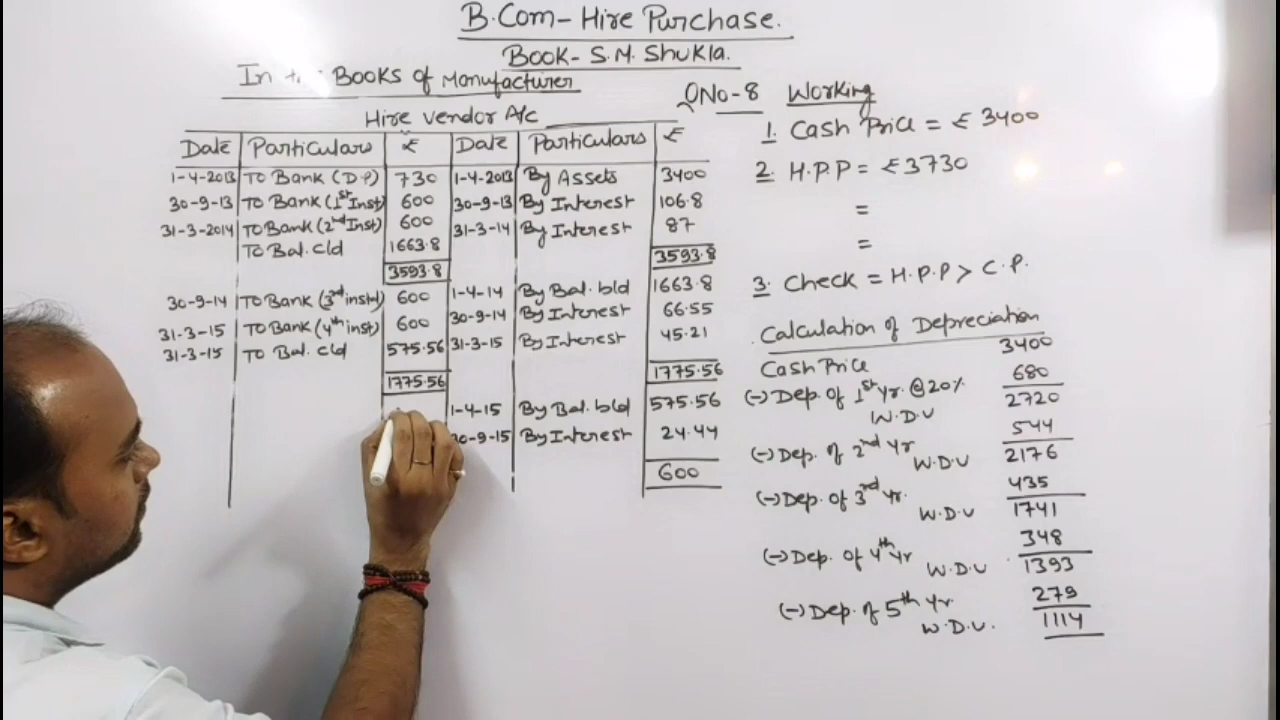 B.Com- Hire Purchase.
Book- S.M. Shukla.
In Books of Manufacturer
QNo-8 Working
Hire vendor A/c
Date Particulars ₹ Date Particulars ₹
1-4-2013 To Bank (D.P) 730 1-4-2013 By Assets 3400
30-9-13 To Bank (1st Inst) 600 30-9-13 By Interest 106.8
31-3-2014 To Bank (2nd Inst) 600 31-3-14 By Interest 87
To Bal. c/d 1663.8
3593.8 3593.8
1-4-14 By Bal. b/d 1663.8
30-9-14 To Bank (3rd inst) 600 30-9-14 By Interest 66.55
31-3-15 To Bank (4th inst) 600 31-3-15 By Interest 45.21
31-3-15 To Bal. c/d 575.56
1775.56 1775.56
1-4-15 By Bal. b/d 575.56
30-9-15 By Interest 24.44
600
1. Cash Price = ₹ 3400
2. H.P.P = ₹ 3730
=
=
3. Check = H.P.P > C.P.
Calculation of Depreciation
Cash Price 3400
(-) Dep. of 1st Yr. @ 20% 680
W.D.V 2720
(-) Dep. of 2nd Yr 544
W.D.V 2176
(-) Dep. of 3rd Yr. 435
W.D.V 1741
(-) Dep. of 4th Yr 348
W.D.V 1393
(-) Dep. of 5th Yr. 279
W.D.V. 1114